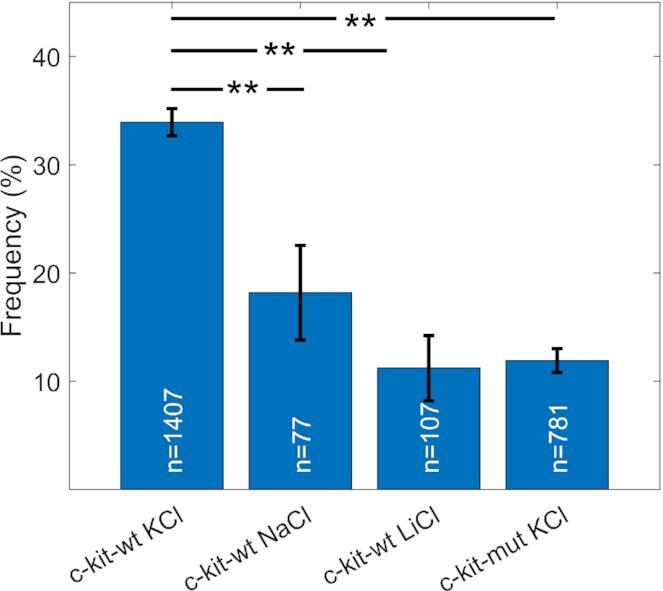 **
**
**
40
30
20
10
Frequency (%)
n=1407
n=77
n=107
n=781
c-kit-wt KCl
c-kit-wt NaCl
c-kit-wt LiCl
c-kit-mut KCl